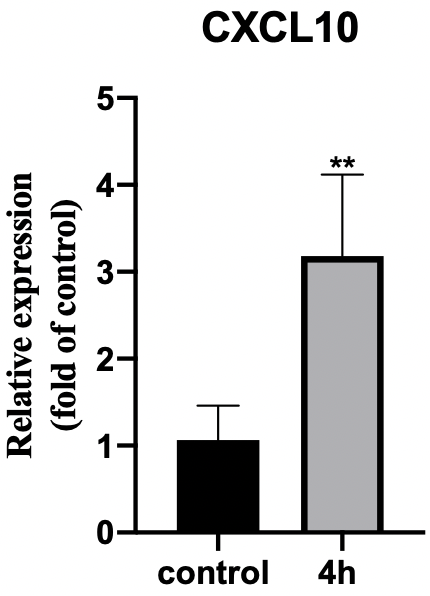 CXCL10
Relative expression
(fold of control)
5
4
3
2
1
0
**
control
4h